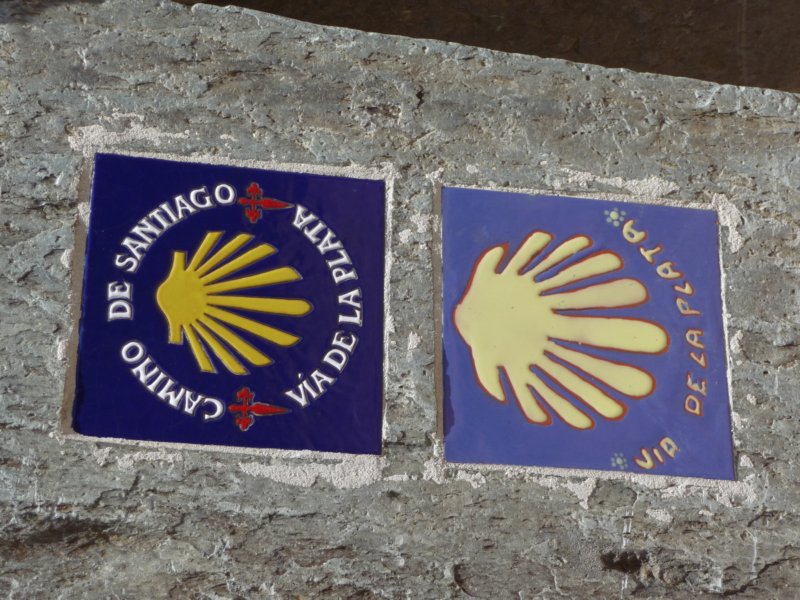 CAMINO DE SANTIAGO
VÍA DE LA PLATA
VIA DE LA PLATA